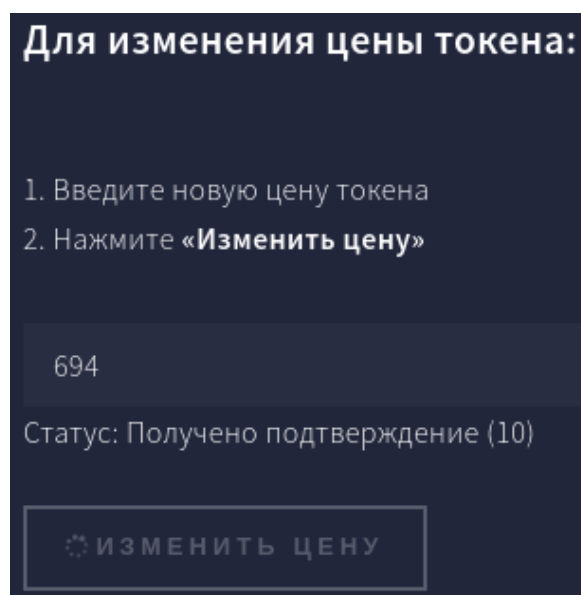 Для изменения цены токена:
1. Введите новую цену токена
2. Нажмите «Изменить цену»
694
Статус: Получено подтверждение (10)
ИЗМЕНИТЬ ЦЕНУ